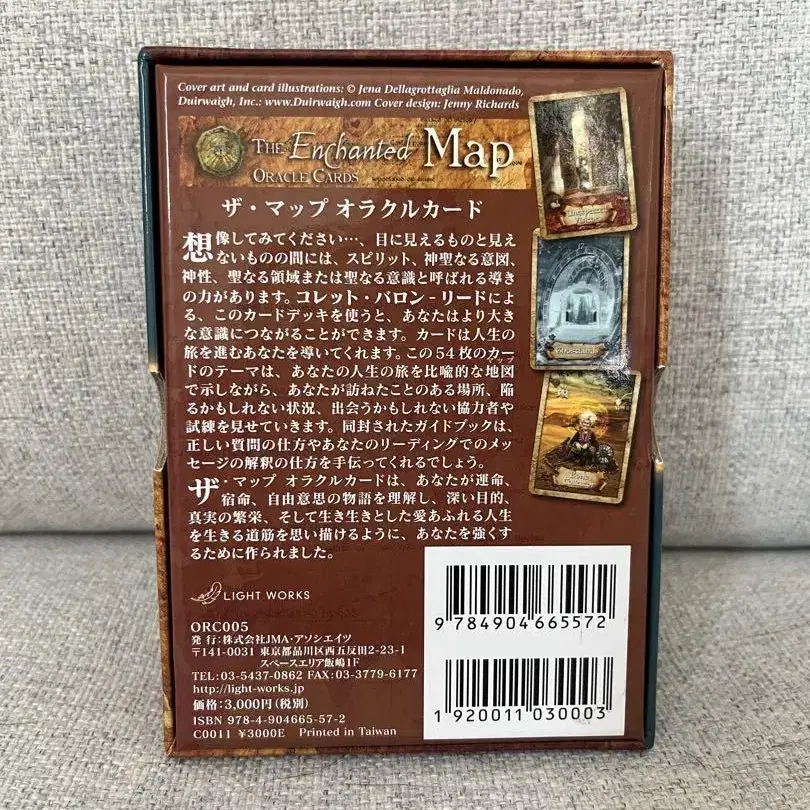 Cover art and card illustrations: © Jena Dellagrottaglia Maldonado,
Duirwaigh, Inc.: www.Duirwaigh.com Cover design: Jenny Richards
THE Enchanted Map
ORACLE CARDS
ザ・マップ オラクルカード
想像してみてください…、目に見えるものと見え
ないものの間には、スピリット、神聖なる意図、
神性、聖なる領域または聖なる意識と呼ばれる導き
の力があります。コレット・バロン-リードによ
る、このカードデッキを使うと、あなたはより大き
な意識につながることができます。カードは人生の
旅を進むあなたを導いてくれます。この54枚のカー
ドのテーマは、あなたの人生の旅を比喩的な地図
マップ
で示しながら、あなたが訪ねたことのある場所、陥
るかもしれない状況、出会うかもしれない協力者や
試練を見せていきます。同封されたガイドブックは、
正しい質問の仕方やあなたのリーディングでのメッ
セージの解釈の仕方を手伝ってくれるでしょう。
ザ・マップ オラクルカードは、あなたが運命、
宿命、自由意思の物語を理解し、深い目的、
真実の繁栄、そして生き生きとした愛あふれる人生
を生きる道筋を思い描けるように、あなたを強くす
るために作られました。
LIGHT WORKS
ORC005
発行：株式会社JMA・アソシエイツ
〒141-0031 東京都品川区西五反田2-23-1
スペースエリア飯嶋1F
TEL:03-5437-0862 FAX:03-3779-6177
http://light-works.jp
価格：3,000円（税別）
ISBN 978-4-904665-57-2
C0011 ¥3000E Printed in Taiwan
9 784904 665572
1 920011 030003